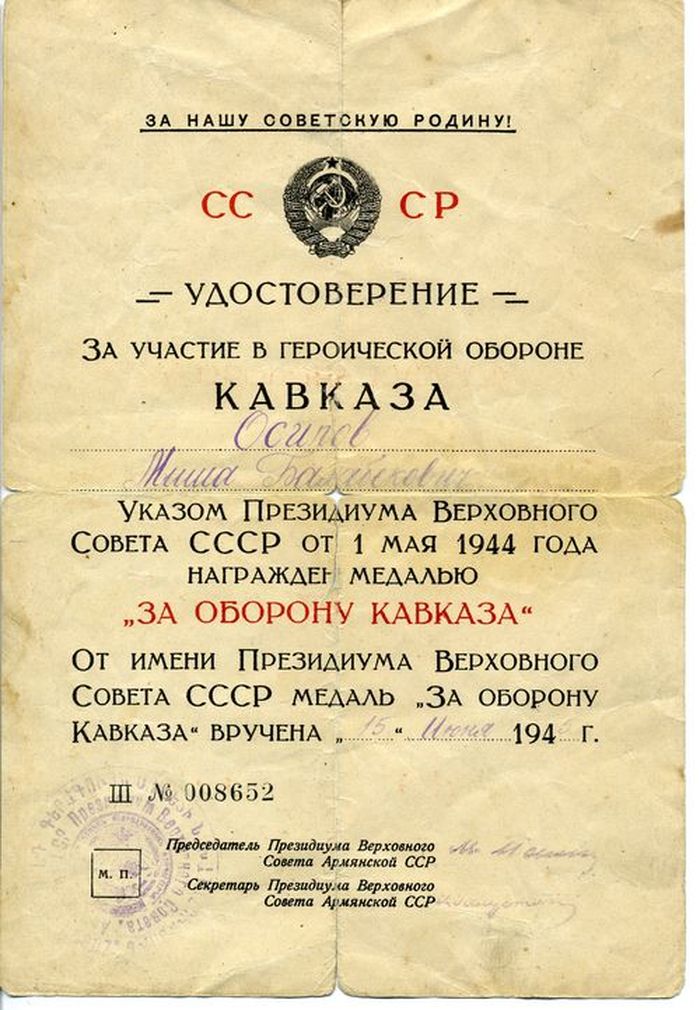 ЗА НАШУ СОВЕТСКУЮ РОДИНУ!
СС СР
УДОСТОВЕРЕНИЕ
ЗА УЧАСТИЕ В ГЕРОИЧЕСКОЙ ОБОРОНЕ
КАВКАЗА
Осипов
Миша
УКАЗОМ ПРЕЗИДИУМА ВЕРХОВНОГО
СОВЕТА СССР ОТ 1 МАЯ 1944 ГОДА
НАГРАЖДЕН МЕДАЛЬЮ
„ЗА ОБОРОНУ КАВКАЗА“
ОТ ИМЕНИ ПРЕЗИДИУМА ВЕРХОВНОГО
СОВЕТА СССР МЕДАЛЬ „ЗА ОБОРОНУ
КАВКАЗА“ ВРУЧЕНА „15“ Июня 194 г.
III № 008652
Председатель Президиума Верховного
Совета Армянской ССР
М. П.
Секретарь Президиума Верховного
Совета Армянской ССР